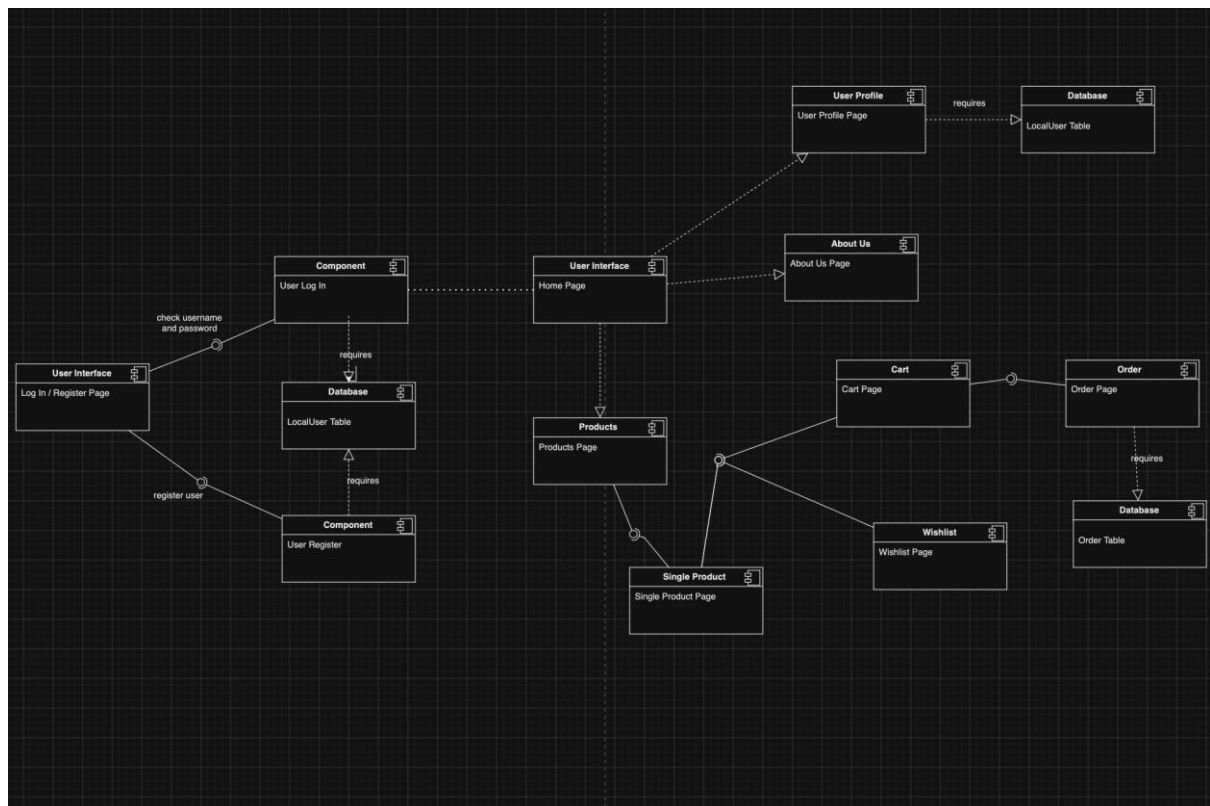 User Profile
User Profile Page
requires
Database
LocalUser Table
Component
User Log In
User Interface
Home Page
About Us
About Us Page
check username
and password
requires
User Interface
Log In / Register Page
Database
LocalUser Table
requires
register user
Component
User Register
Products
Products Page
Cart
Cart Page
Order
Order Page
requires
Database
Order Table
Wishlist
Wishlist Page
Single Product
Single Product Page